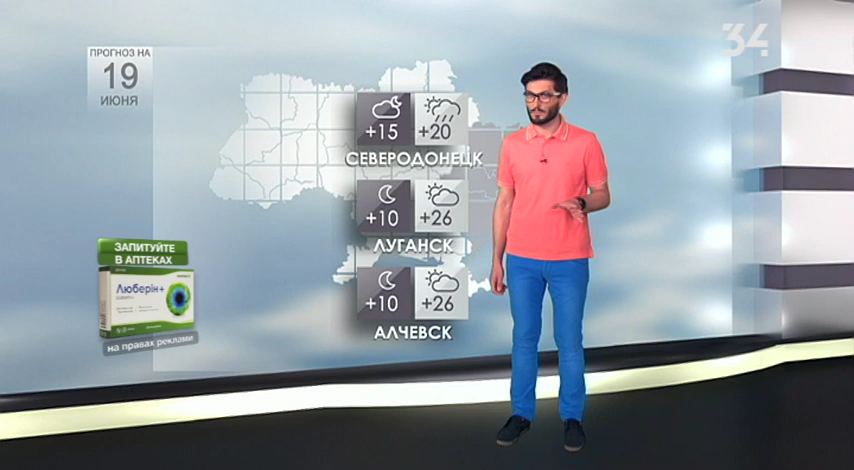 34
ПРОГНОЗ НА
19
ИЮНЯ
+15
+20
СЕВЕРОДОНЕЦК
+10
+26
ЛУГАНСК
+10
+26
АЛЧЕВСК
ЗАПИТУЙТЕ
В АПТЕКАХ
Люберін+
на правах реклами